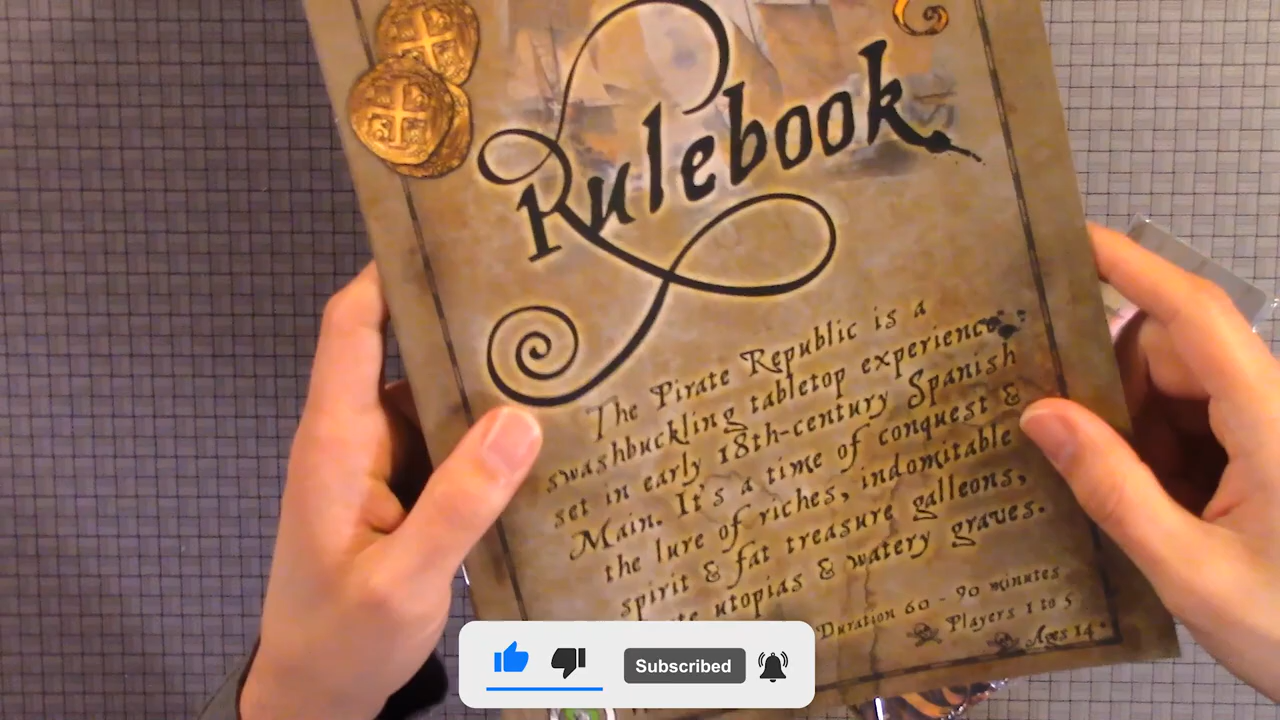 Rulebook
The Pirate Republic is a
swashbuckling tabletop experience
set in early 18th-century Spanish
Main. It's a time of conquest &
the lure of riches, indomitable
spirit & fat treasure galleons,
utopias & watery graves.
Duration 60 - 90 minutes
Players 1 to 5
Ages 14+
Subscribed